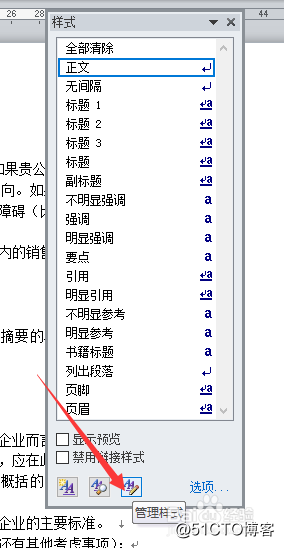 26 28
44 46
样式
全部清除
正文
无间隔
标题 1
标题 2
标题 3
标题
副标题
不明显强调
强调
明显强调
要点
引用
明显引用
不明显参考
明显参考
书籍标题
列出段落
页脚
页眉
显示预览
禁用链接样式
选项...
管理样式
如果贵公
向。如
障碍（比
内的销售
摘要的
企业而言
，应在此
概括的
企业的主要标准。
还有其他考虑事项)：
@51CTO博客